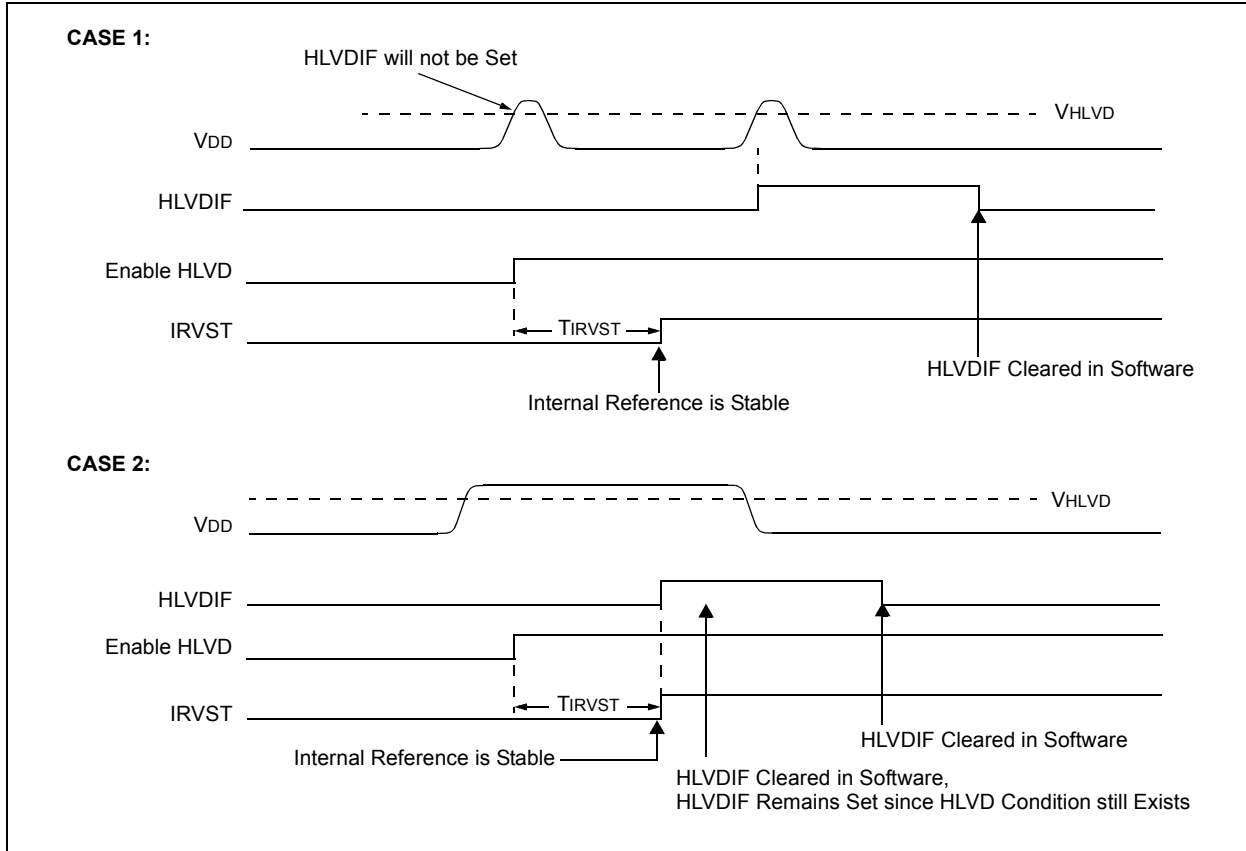 CASE 1:
HLVDIF will not be Set
VHLVD
VDD
HLVDIF
Enable HLVD
TIRVST
IRVST
HLVDIF Cleared in Software
Internal Reference is Stable
CASE 2:
VHLVD
VDD
HLVDIF
Enable HLVD
TIRVST
IRVST
HLVDIF Cleared in Software
Internal Reference is Stable
HLVDIF Cleared in Software,
HLVDIF Remains Set since HLVD Condition still Exists